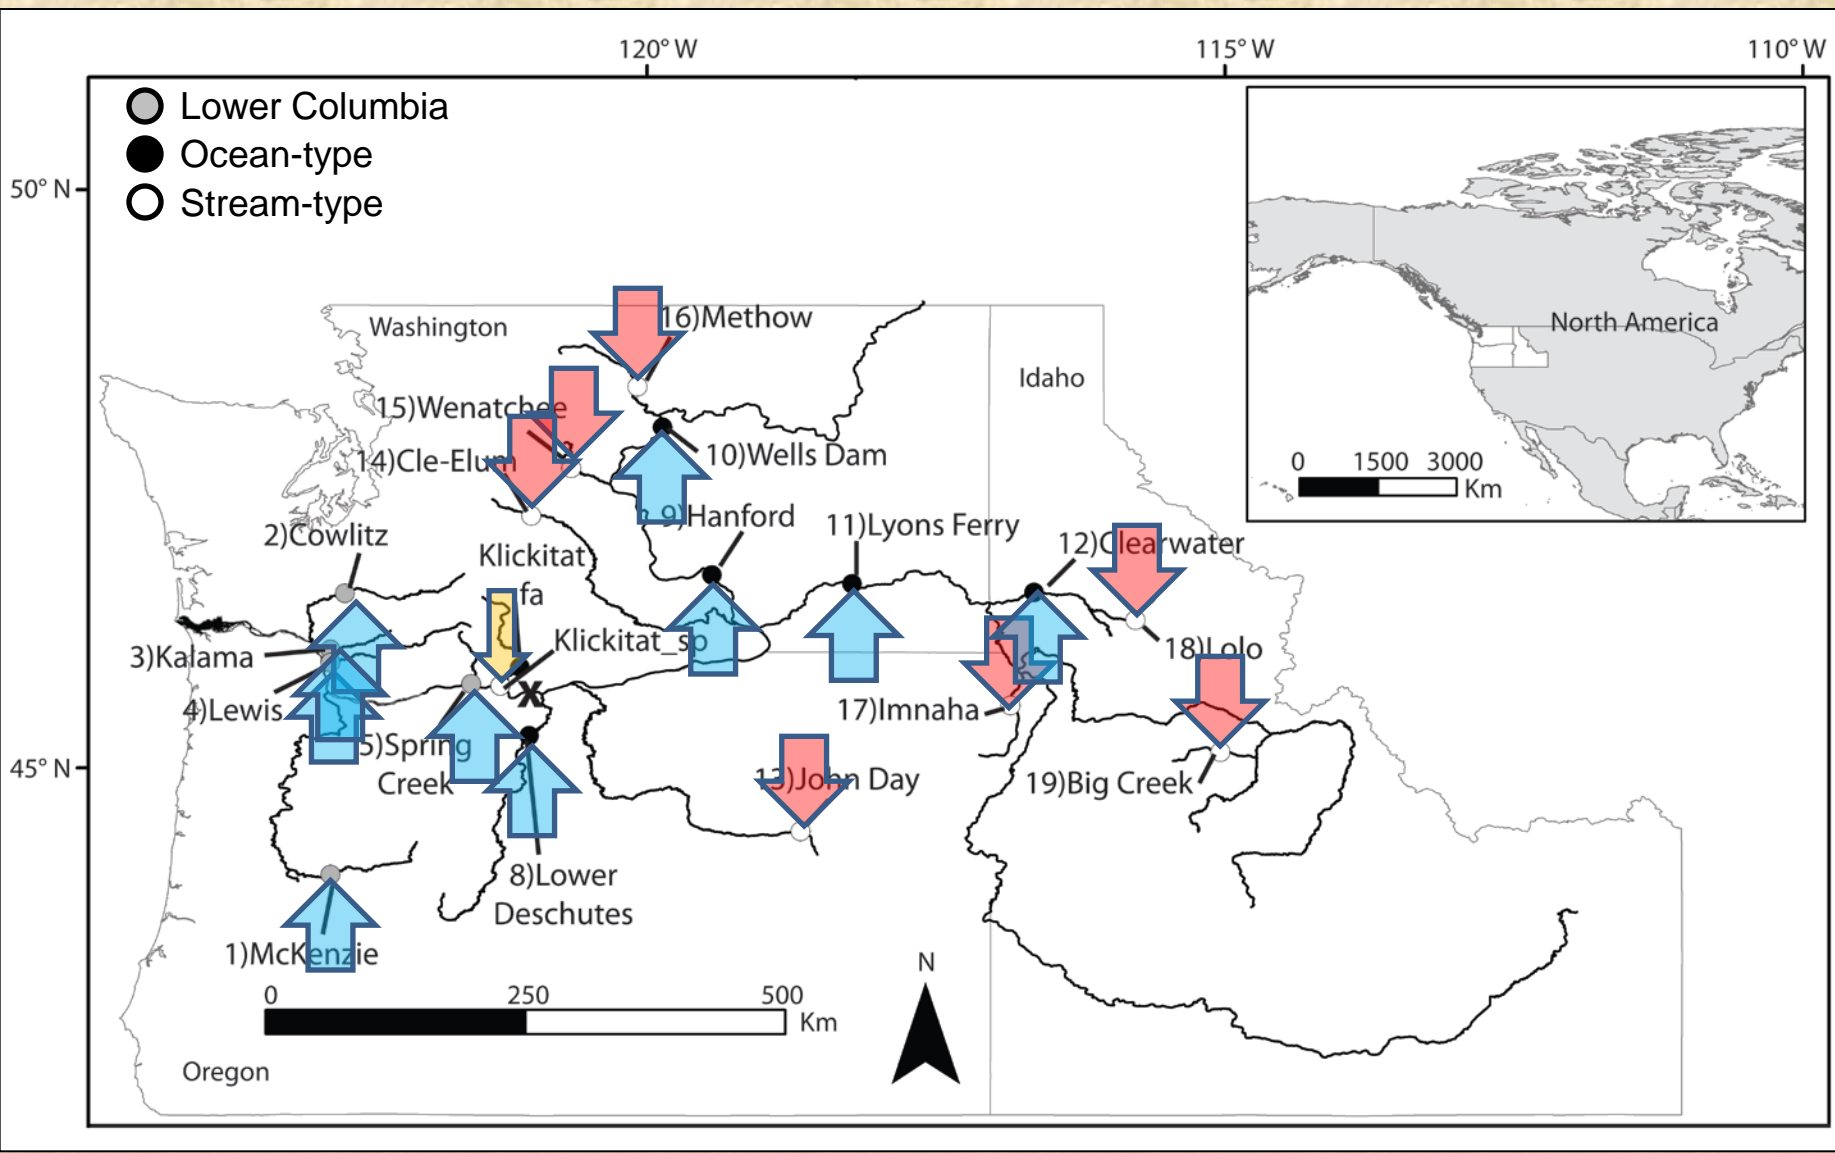 120° W
115° W
110° W
Lower Columbia
Ocean-type
Stream-type
50° N
Washington
16)Methow
North America
Idaho
15)Wenatchee
10)Wells Dam
14)Cle-Elum
0 1500 3000
Km
9)Hanford
11)Lyons Ferry
2)Cowlitz
12)Clearwater
Klickitat
fa
Klickitat_sp
18)Lolo
3)Kalama
X
4)Lewis
17)Imnaha
5)Spring
Creek
45° N
13)John Day
19)Big Creek
8)Lower
Deschutes
1)McKenzie
N
0 250 500
Km
Oregon